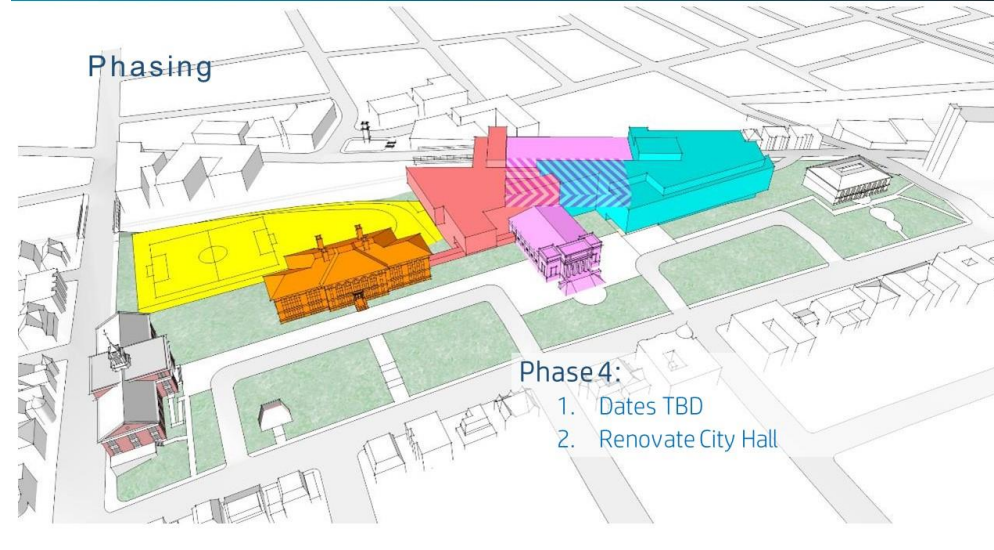 Phasing
Phase 4:
1. Dates TBD
2. Renovate City Hall